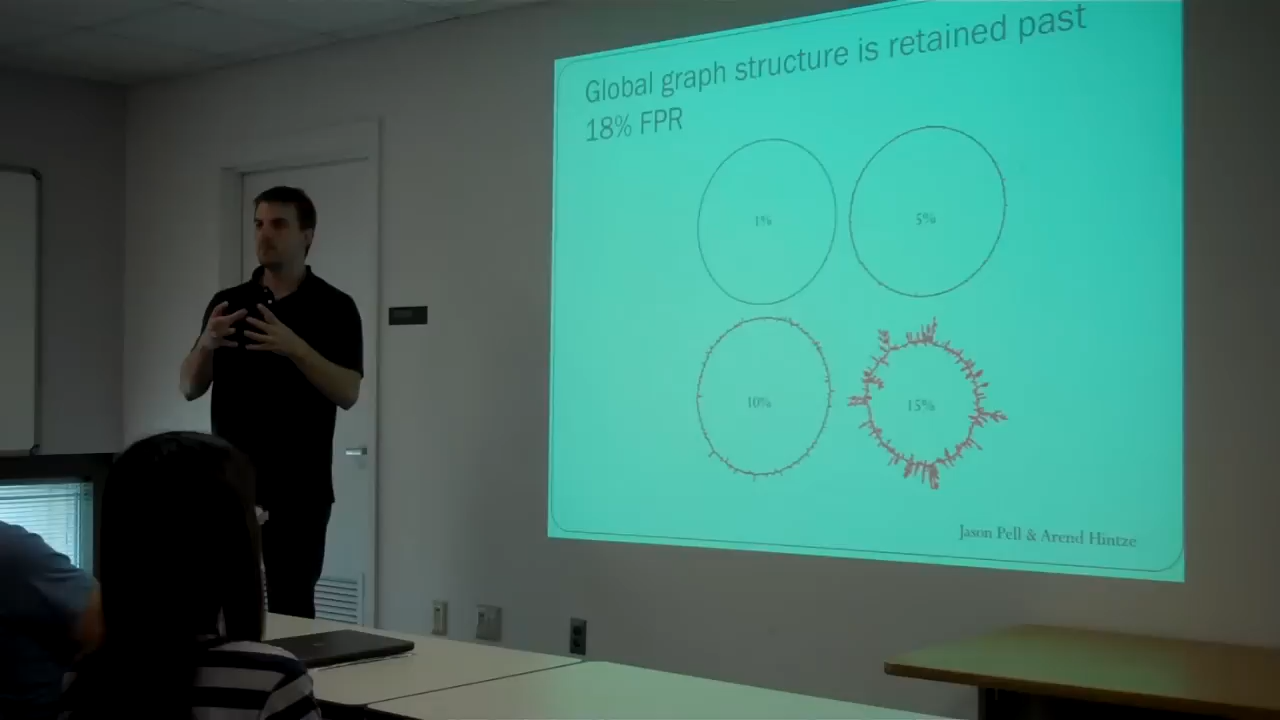 Global graph structure is retained past
18% FPR
1%
5%
10%
15%
Jason Pell & Arend Hintze